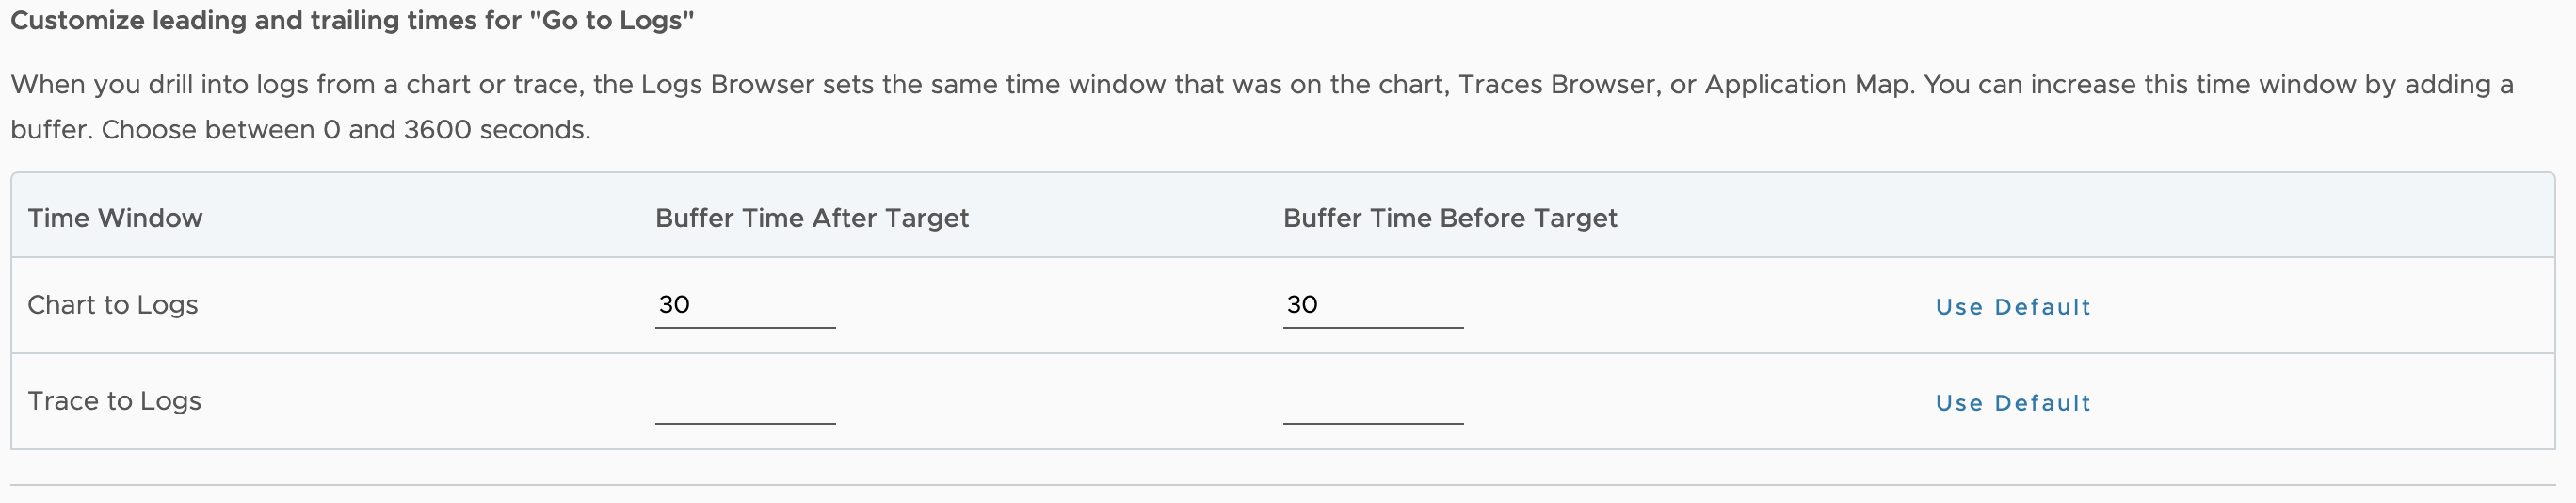 Customize leading and trailing times for "Go to Logs"
When you drill into logs from a chart or trace, the Logs Browser sets the same time window that was on the chart, Traces Browser, or Application Map. You can increase this time window by adding a
buffer. Choose between 0 and 3600 seconds.
Time Window Buffer Time After Target Buffer Time Before Target
Chart to Logs 30 30 Use Default
Trace to Logs Use Default